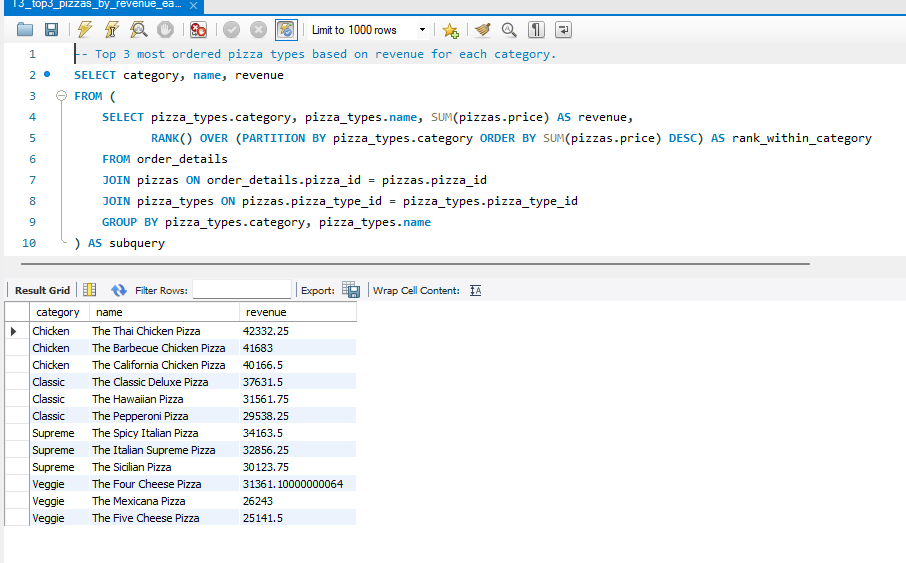 13_top3_pizzas_by_revenue_ea...
Limit to 1000 rows
1 -- Top 3 most ordered pizza types based on revenue for each category.
2 SELECT category, name, revenue
3 FROM (
4 SELECT pizza_types.category, pizza_types.name, SUM(pizzas.price) AS revenue,
5 RANK() OVER (PARTITION BY pizza_types.category ORDER BY SUM(pizzas.price) DESC) AS rank_within_category
6 FROM order_details
7 JOIN pizzas ON order_details.pizza_id = pizzas.pizza_id
8 JOIN pizza_types ON pizzas.pizza_type_id = pizza_types.pizza_type_id
9 GROUP BY pizza_types.category, pizza_types.name
10 ) AS subquery
Result Grid Filter Rows: Export: Wrap Cell Content: IA
category name revenue
Chicken The Thai Chicken Pizza 42332.25
Chicken The Barbecue Chicken Pizza 41683
Chicken The California Chicken Pizza 40166.5
Classic The Classic Deluxe Pizza 37631.5
Classic The Hawaiian Pizza 31561.75
Classic The Pepperoni Pizza 29538.25
Supreme The Spicy Italian Pizza 34163.5
Supreme The Italian Supreme Pizza 32856.25
Supreme The Sicilian Pizza 30123.75
Veggie The Four Cheese Pizza 31361.10000000064
Veggie The Mexicana Pizza 26243
Veggie The Five Cheese Pizza 25141.5